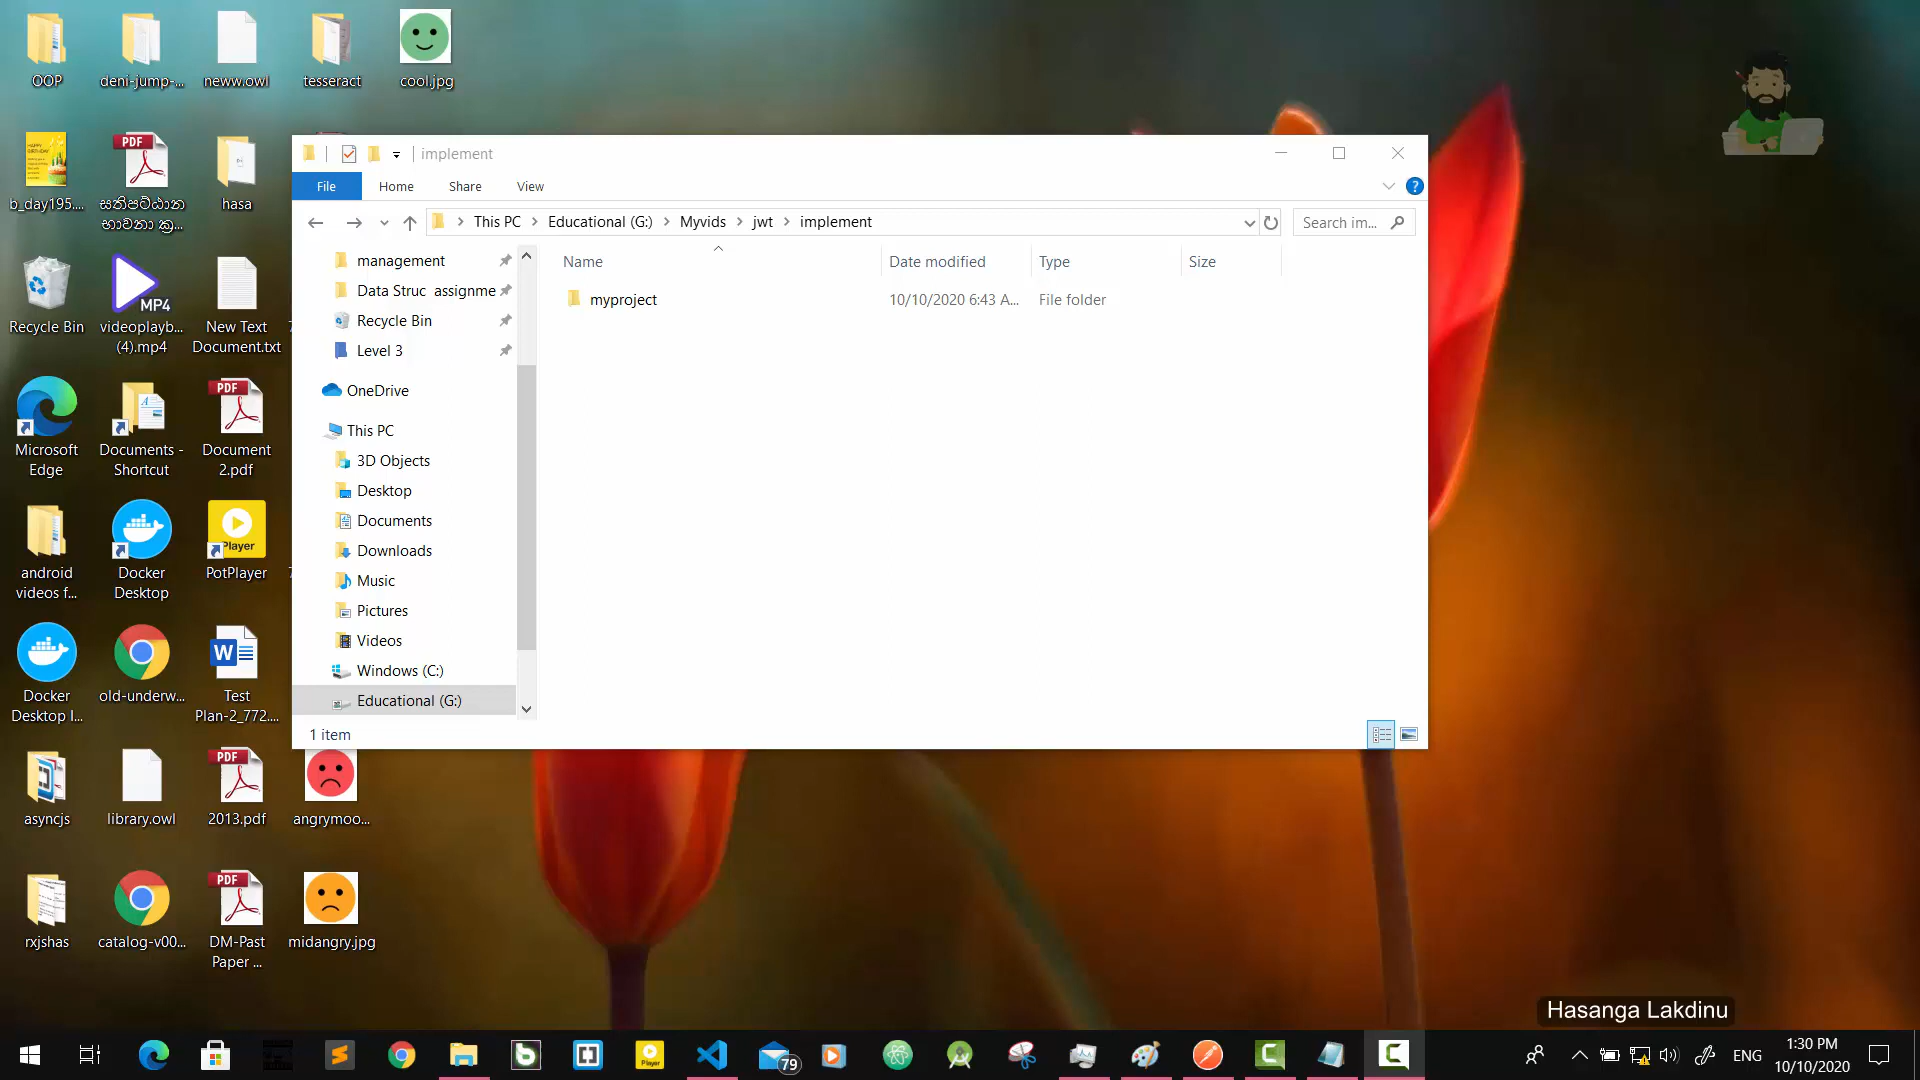 OOP
deni-jump-...
neww.owl
tesseract
cool.jpg
b_day195....
සතිපට්ඨාන
භාවනා ක්‍ර...
hasa
Recycle Bin
MP4
videoplayb...
(4).mp4
New Text
Document.txt
Microsoft
Edge
Documents -
Shortcut
PDF
Document
2.pdf
android
videos f...
Docker
Desktop
Player
PotPlayer
Docker
Desktop I...
old-underw...
Test
Plan-2_772....
asyncjs
library.owl
PDF
2013.pdf
angrymoo...
rxjshas
catalog-v00...
PDF
DM-Past
Paper ...
midangry.jpg
implement
File
Home
Share
View
This PC
Educational (G:)
Myvids
jwt
implement
Search im...
management
Data Struc assignme
Recycle Bin
Level 3
OneDrive
This PC
3D Objects
Desktop
Documents
Downloads
Music
Pictures
Videos
Windows (C:)
Educational (G:)
Name
Date modified
Type
Size
myproject
10/10/2020 6:43 A...
File folder
1 item
Hasanga Lakdinu
Player
79
ENG
1:30 PM
10/10/2020